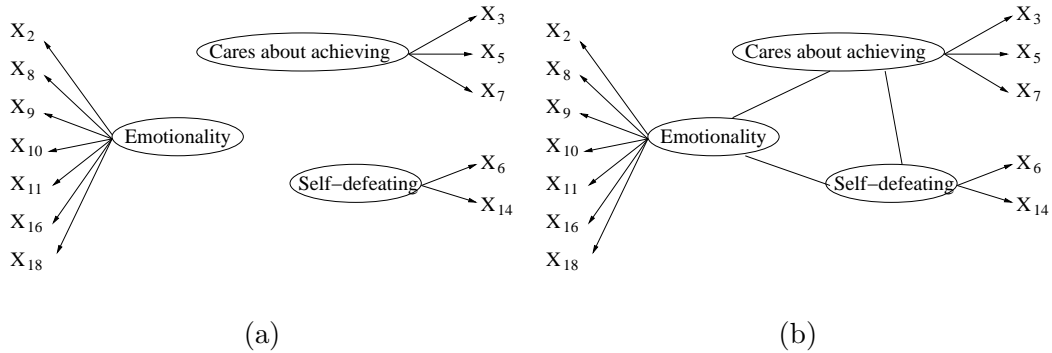 X2
X8
X9
X10
X11
X16
X18
Emotionality
Cares about achieving
X3
X5
X7
Self−defeating
X6
X14
(a)
X2
X8
X9
X10
X11
X16
X18
Emotionality
Cares about achieving
X3
X5
X7
Self−defeating
X6
X14
(b)